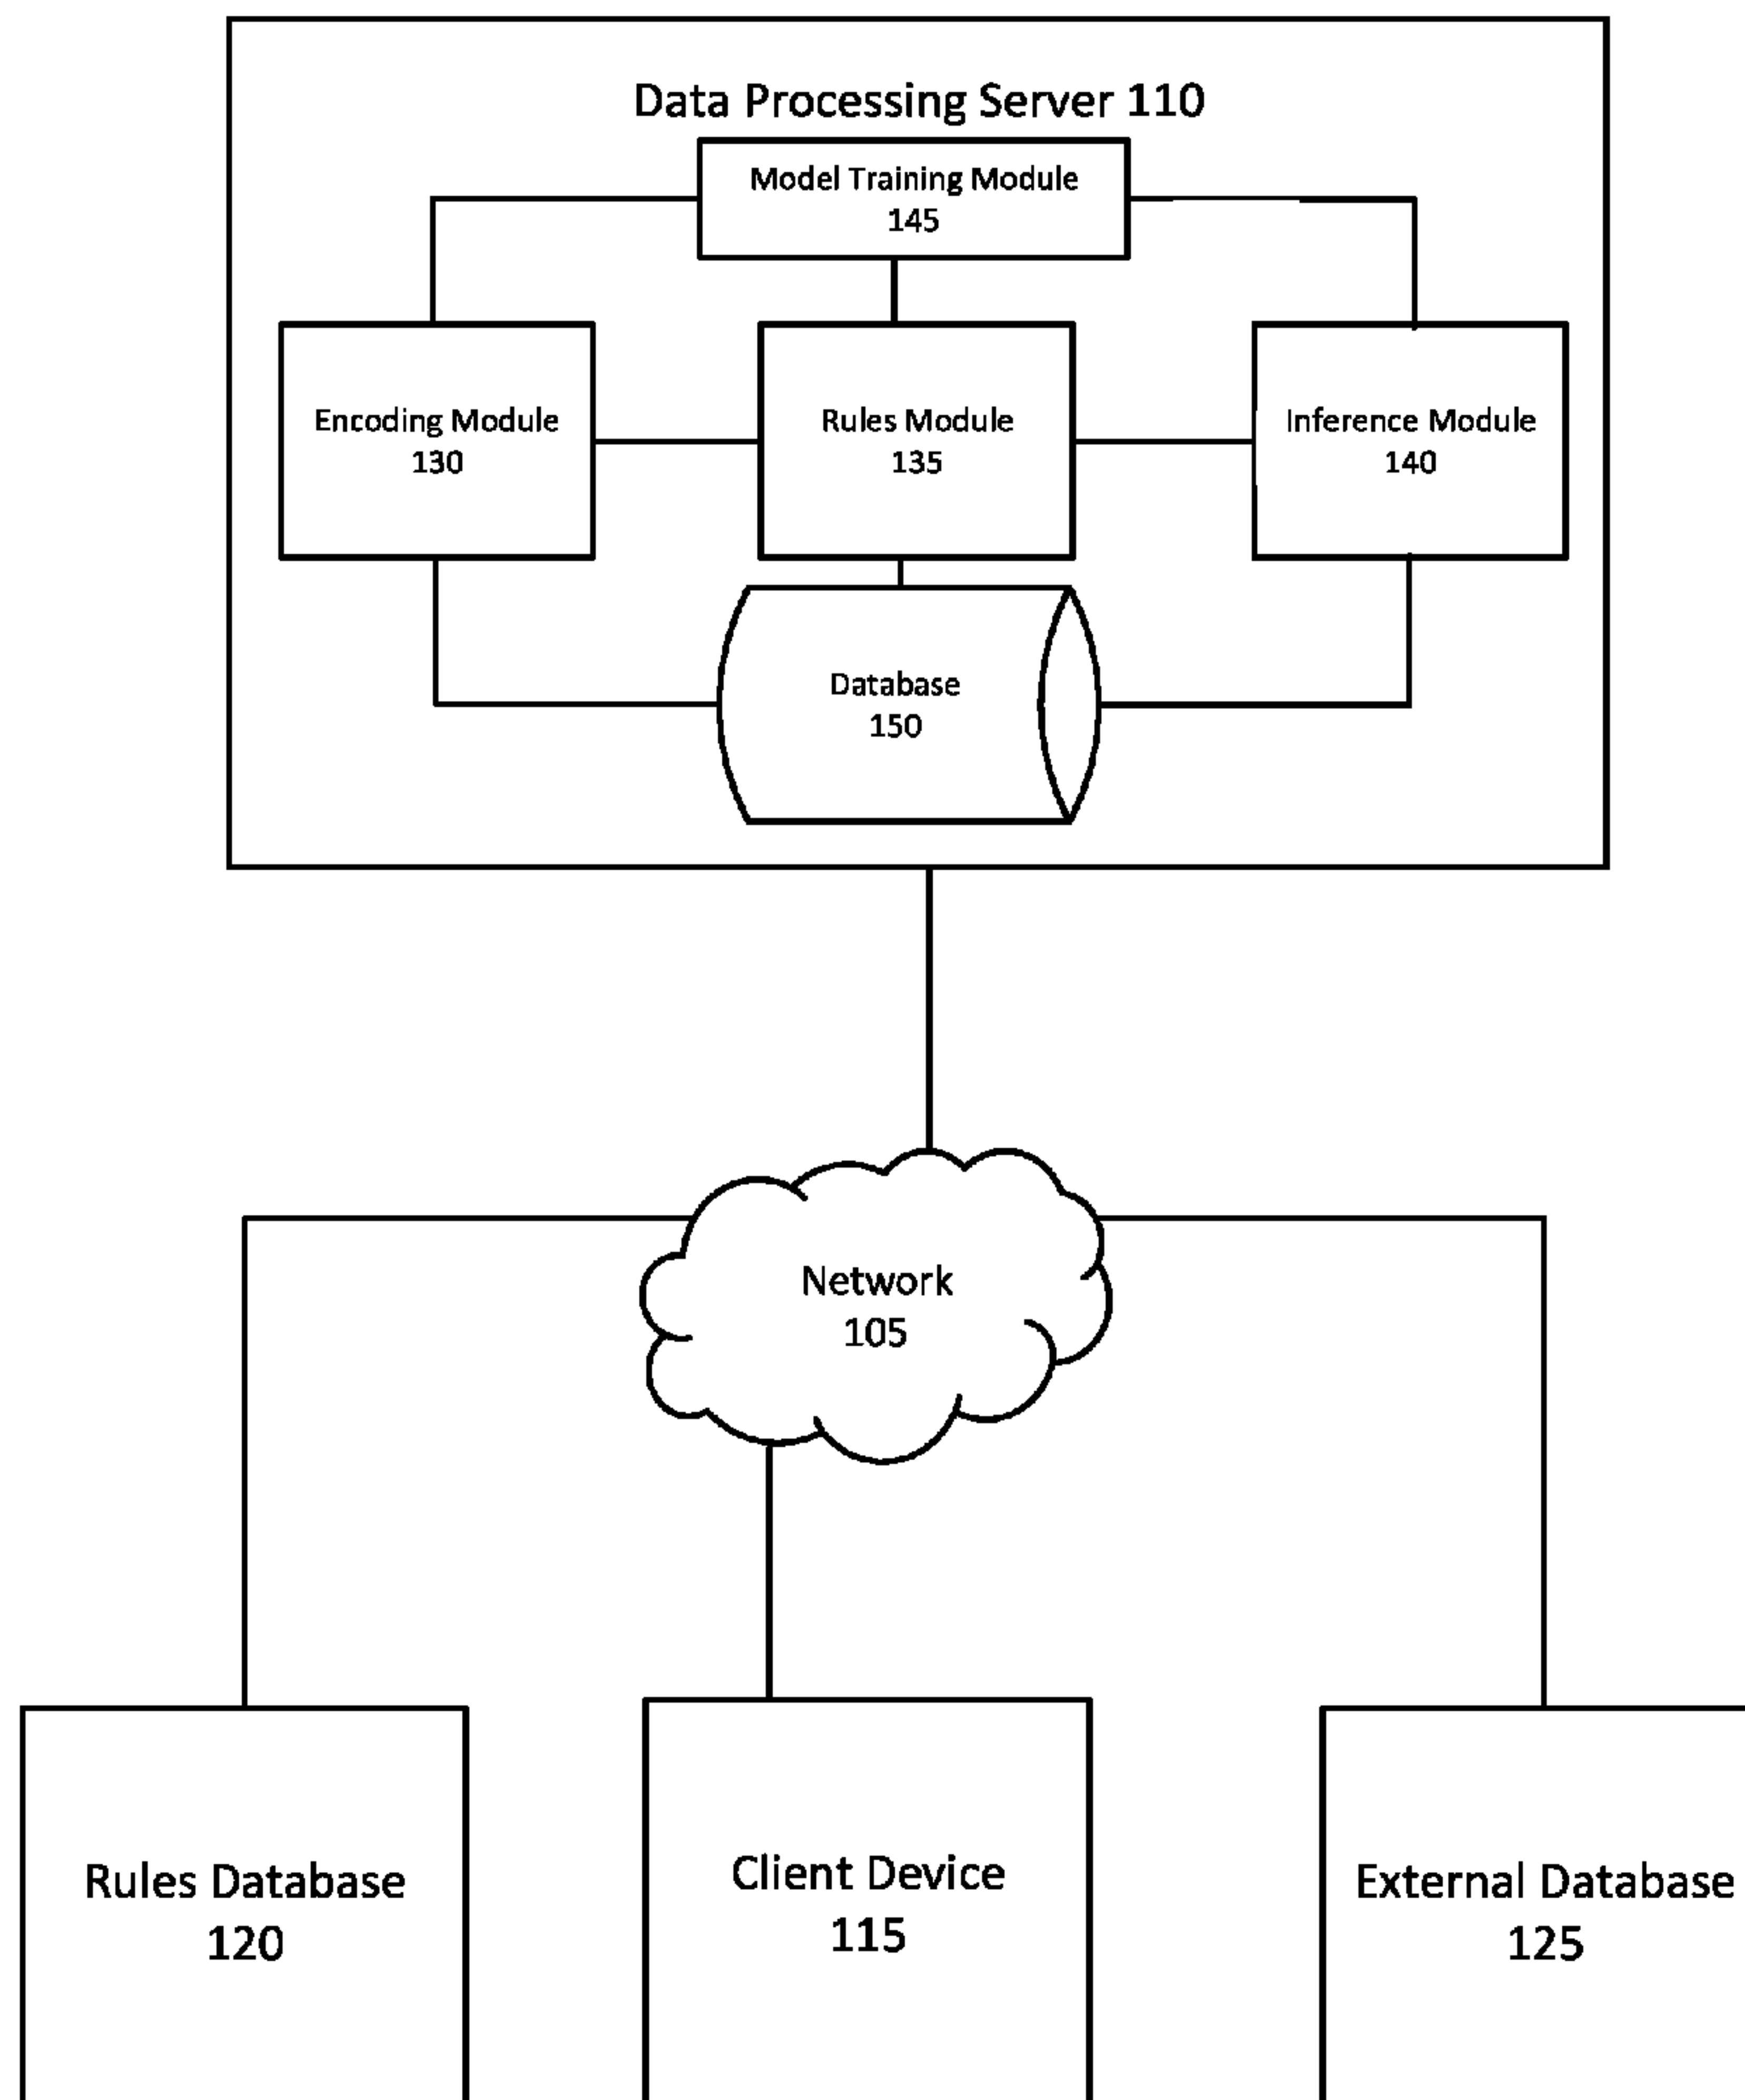 Data Processing Server 110
Model Training Module
145
Encoding Module
130
Rules Module
135
Inference Module
140
Database
150
Network
105
Rules Database
120
Client Device
115
External Database
125